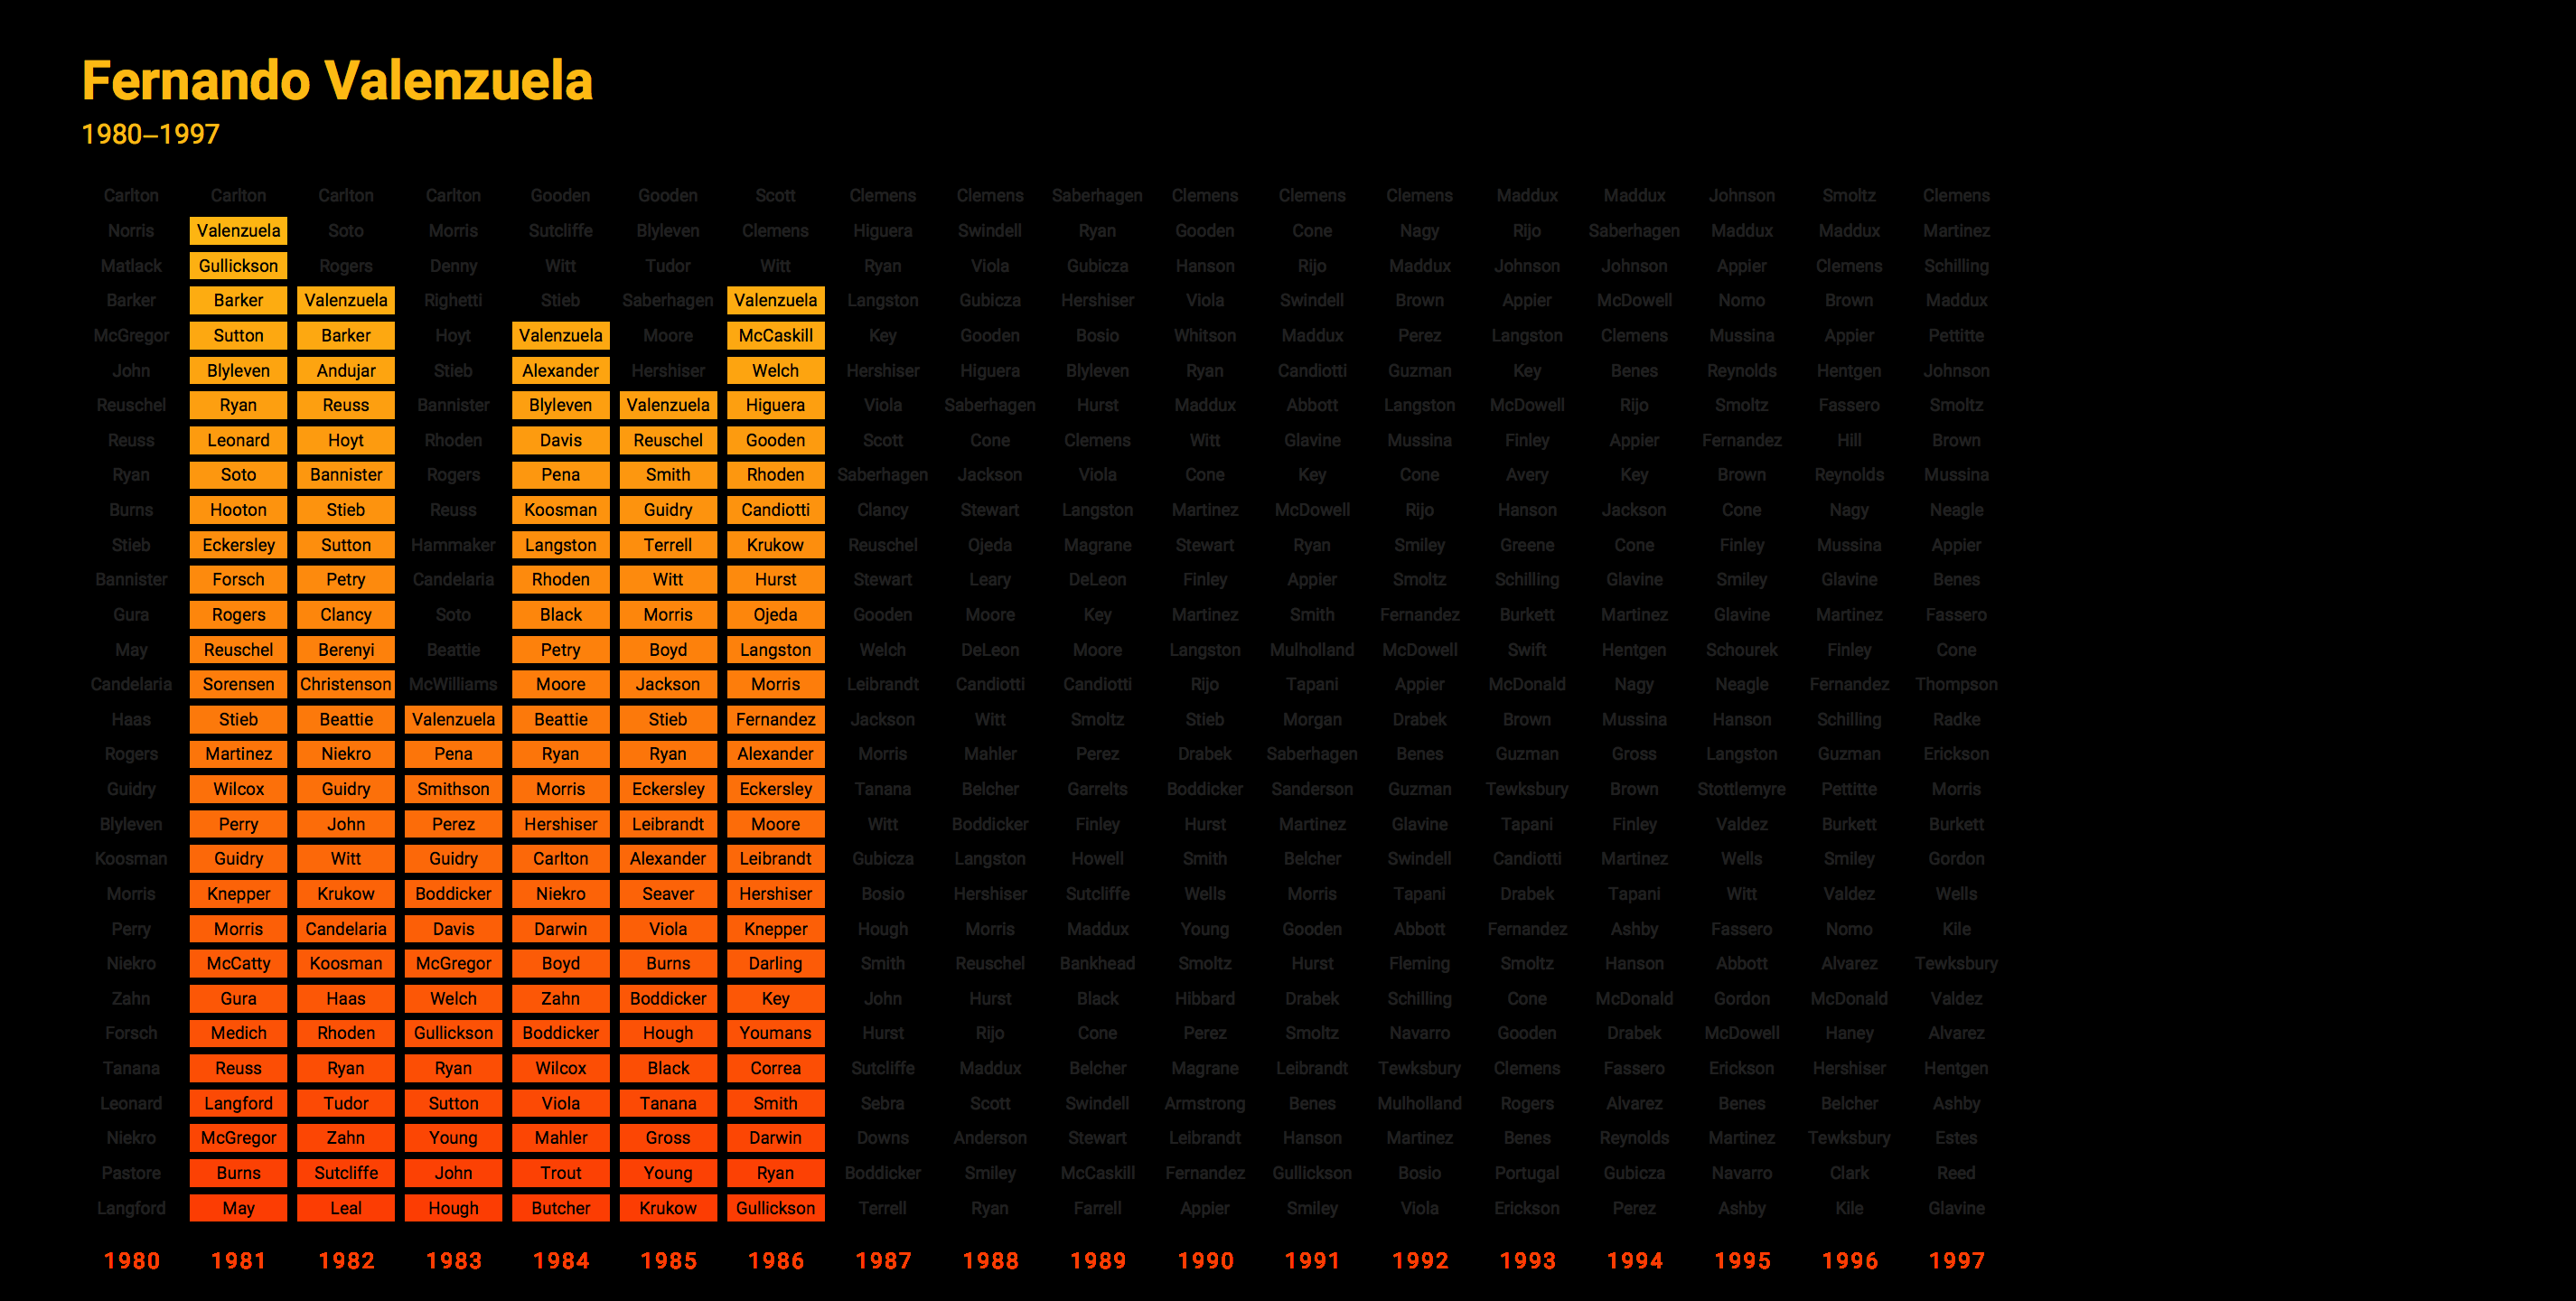 Fernando Valenzuela
1980–1997
Carlton Carlton Carlton Carlton Gooden Gooden Scott Clemens Clemens Saberhagen Clemens Clemens Clemens Maddux Maddux Johnson Smoltz Clemens
Norris Valenzuela Soto Morris Sutcliffe Blyleven Clemens Higuera Swindell Ryan Gooden Cone Nagy Rijo Saberhagen Maddux Maddux Martinez
Matlack Gullickson Rogers Denny Witt Tudor Witt Ryan Viola Gubicza Hanson Rijo Maddux Johnson Johnson Appier Clemens Schilling
Barker Barker Valenzuela Righetti Stieb Saberhagen Valenzuela Langston Gubicza Hershiser Viola Swindell Brown Appier McDowell Nomo Brown Maddux
McGregor Sutton Barker Hoyt Valenzuela Moore McCaskill Key Gooden Bosio Whitson Maddux Perez Langston Clemens Mussina Appier Pettitte
John Blyleven Andujar Stieb Alexander Hershiser Welch Hershiser Higuera Blyleven Ryan Candiotti Guzman Key Benes Reynolds Hentgen Johnson
Reuschel Ryan Reuss Bannister Blyleven Valenzuela Higuera Viola Saberhagen Hurst Maddux Abbott Langston McDowell Rijo Smoltz Fassero Smoltz
Reuss Leonard Hoyt Rhoden Davis Reuschel Gooden Scott Cone Clemens Witt Glavine Mussina Finley Appier Fernandez Hill Brown
Ryan Soto Bannister Rogers Pena Smith Rhoden Saberhagen Jackson Viola Cone Key Cone Avery Key Brown Reynolds Mussina
Burns Hooton Stieb Reuss Koosman Guidry Candiotti Clancy Stewart Langston Martinez McDowell Rijo Hanson Jackson Cone Nagy Neagle
Stieb Eckersley Sutton Hammaker Langston Terrell Krukow Reuschel Ojeda Magrane Stewart Ryan Smiley Greene Cone Finley Mussina Appier
Bannister Forsch Petry Candelaria Rhoden Witt Hurst Stewart Leary DeLeon Finley Appier Smoltz Schilling Glavine Smiley Glavine Benes
Gura Rogers Clancy Soto Black Morris Ojeda Gooden Moore Key Martinez Smith Fernandez Burkett Martinez Glavine Martinez Fassero
May Reuschel Berenyi Beattie Petry Boyd Langston Welch DeLeon Moore Langston Mulholland McDowell Swift Hentgen Schourek Finley Cone
Candelaria Sorensen Christenson McWilliams Moore Jackson Morris Leibrandt Candiotti Candiotti Rijo Tapani Appier McDonald Nagy Neagle Fernandez Thompson
Haas Stieb Beattie Valenzuela Beattie Stieb Fernandez Jackson Witt Smoltz Stieb Morgan Drabek Brown Mussina Hanson Schilling Radke
Rogers Martinez Niekro Pena Ryan Ryan Alexander Morris Mahler Perez Drabek Saberhagen Benes Guzman Gross Langston Guzman Erickson
Guidry Wilcox Guidry Smithson Morris Eckersley Eckersley Tanana Belcher Garrelts Boddicker Sanderson Guzman Tewksbury Brown Stottlemyre Pettitte Morris
Blyleven Perry John Perez Hershiser Leibrandt Moore Witt Boddicker Finley Hurst Martinez Glavine Tapani Finley Valdez Burkett Burkett
Koosman Guidry Witt Guidry Carlton Alexander Leibrandt Gubicza Langston Howell Smith Belcher Swindell Candiotti Martinez Wells Smiley Gordon
Morris Knepper Krukow Boddicker Niekro Seaver Hershiser Bosio Hershiser Sutcliffe Wells Morris Tapani Drabek Tapani Witt Valdez Wells
Perry Morris Candelaria Davis Darwin Viola Knepper Hough Morris Maddux Young Gooden Abbott Fernandez Ashby Fassero Nomo Kile
Niekro McCatty Koosman McGregor Boyd Burns Darling Smith Reuschel Bankhead Smoltz Hurst Fleming Smoltz Hanson Abbott Alvarez Tewksbury
Zahn Gura Haas Welch Zahn Boddicker Key John Hurst Black Hibbard Drabek Schilling Cone McDonald Gordon McDonald Valdez
Forsch Medich Rhoden Gullickson Boddicker Hough Youmans Hurst Rijo Cone Perez Smoltz Navarro Gooden Drabek McDowell Haney Alvarez
Tanana Reuss Ryan Ryan Wilcox Black Correa Sutcliffe Maddux Belcher Magrane Leibrandt Tewksbury Clemens Fassero Erickson Hershiser Hentgen
Leonard Langford Tudor Sutton Viola Tanana Smith Sebra Scott Swindell Armstrong Benes Mulholland Rogers Alvarez Benes Belcher Ashby
Niekro McGregor Zahn Young Mahler Gross Darwin Downs Anderson Stewart Leibrandt Hanson Martinez Benes Reynolds Martinez Tewksbury Estes
Pastore Burns Sutcliffe John Trout Young Ryan Boddicker Smiley McCaskill Fernandez Gullickson Bosio Portugal Gubicza Navarro Clark Reed
Langford May Leal Hough Butcher Krukow Gullickson Terrell Ryan Farrell Appier Smiley Viola Erickson Perez Ashby Kile Glavine
1980 1981 1982 1983 1984 1985 1986 1987 1988 1989 1990 1991 1992 1993 1994 1995 1996 1997